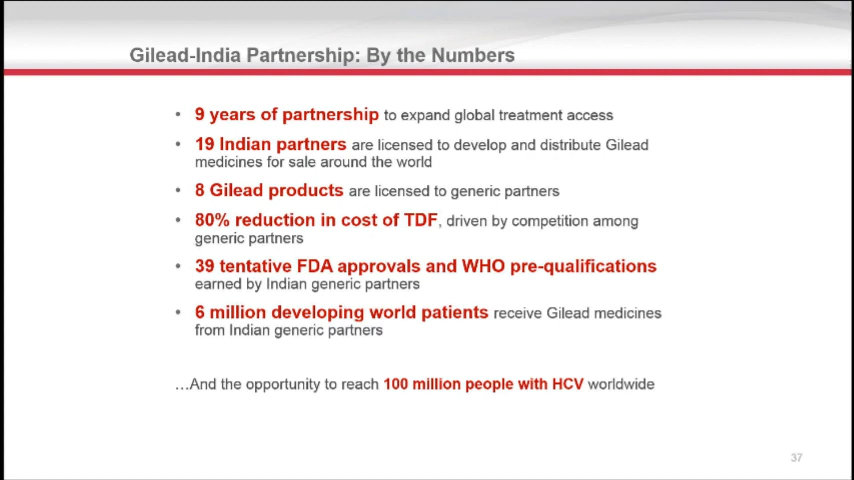 Gilead-India Partnership: By the Numbers
• 9 years of partnership to expand global treatment access
• 19 Indian partners are licensed to develop and distribute Gilead
medicines for sale around the world
• 8 Gilead products are licensed to generic partners
• 80% reduction in cost of TDF, driven by competition among
generic partners
• 39 tentative FDA approvals and WHO pre-qualifications
earned by Indian generic partners
• 6 million developing world patients receive Gilead medicines
from Indian generic partners
…And the opportunity to reach 100 million people with HCV worldwide
37